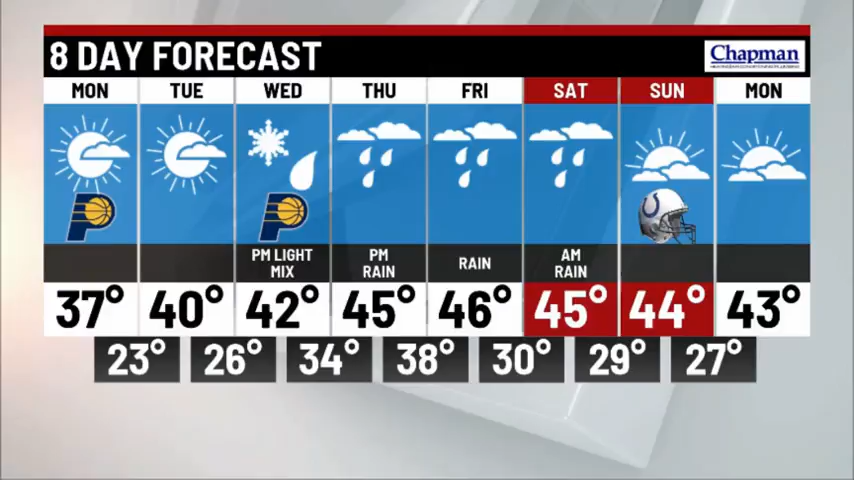 8 DAY FORECAST
Chapman
MON TUE WED THU FRI SAT SUN MON
PM LIGHT MIX
PM RAIN
RAIN
AM RAIN
37° 40° 42° 45° 46° 45° 44° 43°
23° 26° 34° 38° 30° 29° 27°